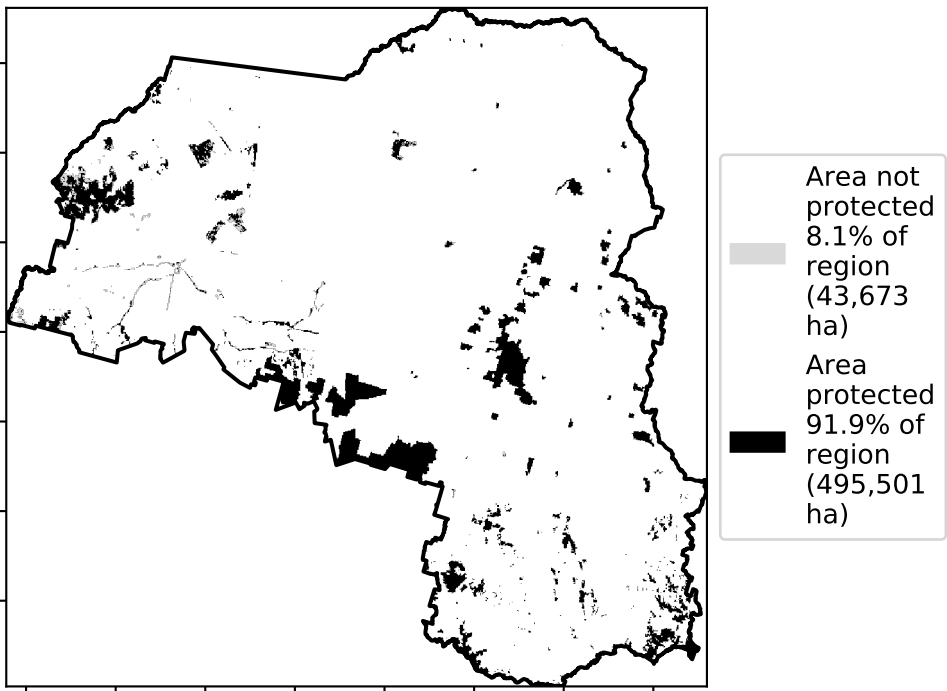 Area not
protected
8.1% of
region
(43,673
ha)
Area
protected
91.9% of
region
(495,501
ha)